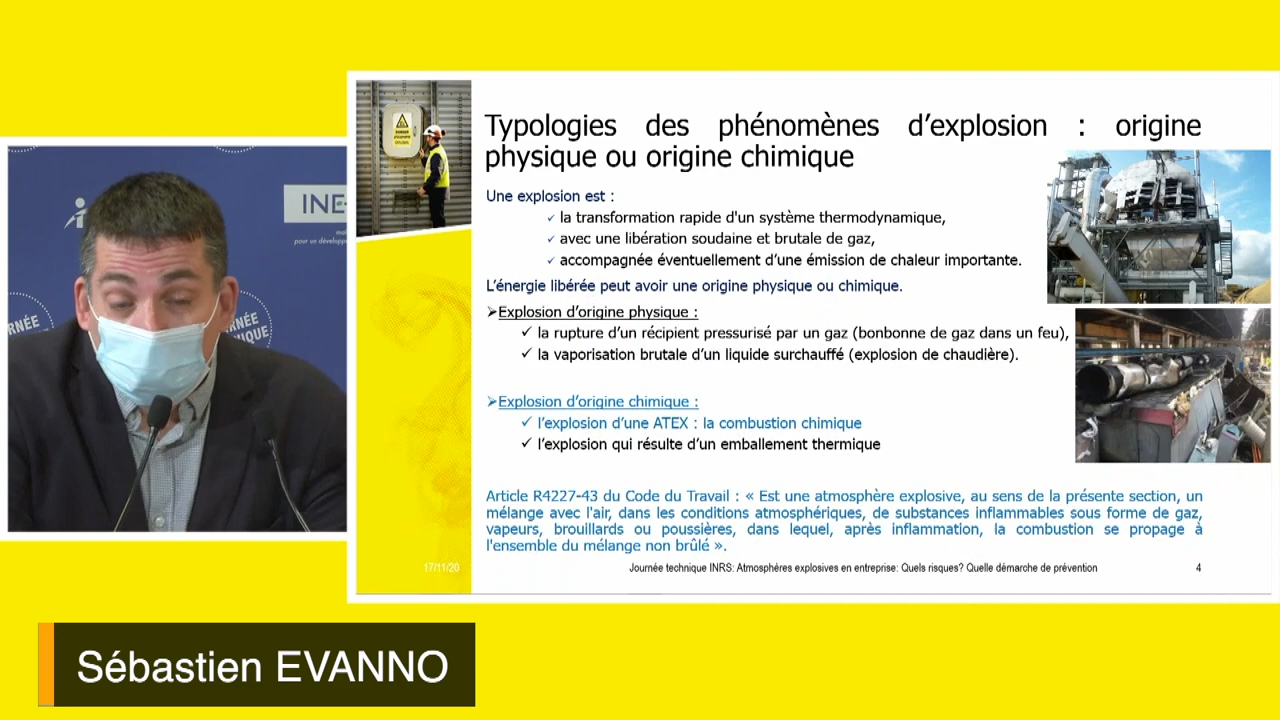 Typologies des phénomènes d’explosion : origine
physique ou origine chimique
Une explosion est :
✓ la transformation rapide d'un système thermodynamique,
✓ avec une libération soudaine et brutale de gaz,
✓ accompagnée éventuellement d’une émission de chaleur importante.
L’énergie libérée peut avoir une origine physique ou chimique.
➢Explosion d’origine physique :
✓ la rupture d’un récipient pressurisé par un gaz (bonbonne de gaz dans un feu),
✓ la vaporisation brutale d’un liquide surchauffé (explosion de chaudière).
➢Explosion d’origine chimique :
✓ l’explosion d’une ATEX : la combustion chimique
✓ l’explosion qui résulte d’un emballement thermique
Article R4227-43 du Code du Travail : « Est une atmosphère explosive, au sens de la présente section, un
mélange avec l'air, dans les conditions atmosphériques, de substances inflammables sous forme de gaz,
vapeurs, brouillards ou poussières, dans lequel, après inflammation, la combustion se propage à
l'ensemble du mélange non brûlé ».
17/11/20
Journée technique INRS: Atmosphères explosives en entreprise: Quels risques? Quelle démarche de prévention
4
INE
pour un développ
DANGER
Sébastien EVANNO